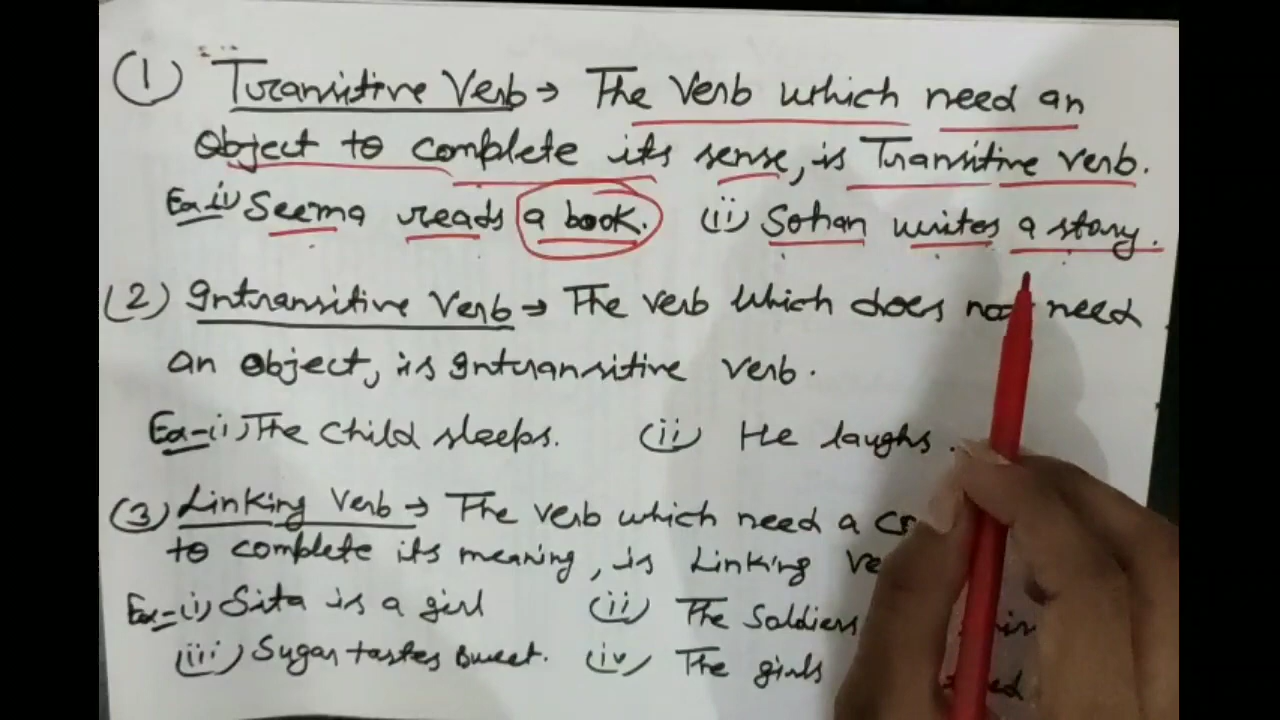 (1) Transitive Verb → The Verb which need an
object to complete its sense, is Transitive verb.
Ex-(i) Seema reads a book. (ii) Sohan writes a story.
(2) Intransitive Verb → The verb which does not need
an object, is Intransitive verb.
Ex-(i) The child sleeps. (ii) He laughs.
(3) Linking Verb → The verb which need a
to complete its meaning, is Linking
Ex-(i) Sita is a girl (ii) The Soldiers
(iii) Sugar tastes sweet. (iv) The girls